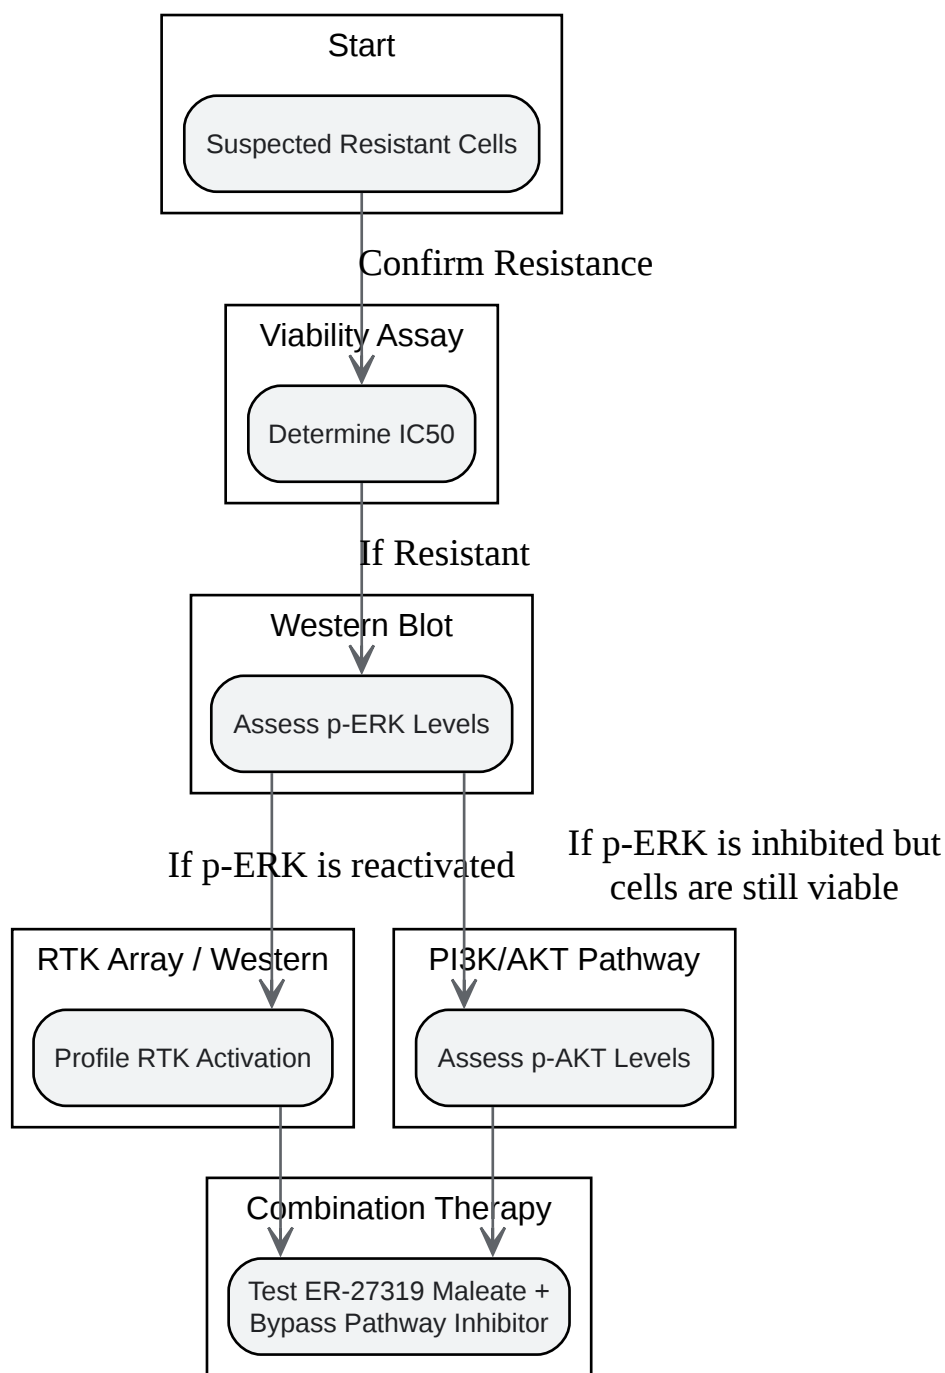 Start
Suspected Resistant Cells
Confirm Resistance
Viability Assay
Determine IC50
If Resistant
Western Blot
Assess p-ERK Levels
If p-ERK is reactivated
If p-ERK is inhibited but
cells are still viable
RTK Array / Western
Profile RTK Activation
PI3K/AKT Pathway
Assess p-AKT Levels
Combination Therapy
Test ER-27319 Maleate +
Bypass Pathway Inhibitor